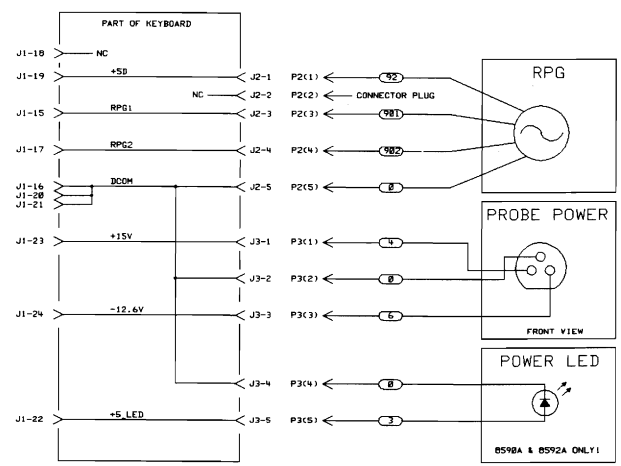 PART OF KEYBOARD
J1-18 NC
J1-19 +5D J2-1 P2(1) 92 RPG
NC J2-2 P2(2) CONNECTOR PLUG
J1-15 RPG1 J2-3 P2(3) 901
J1-17 RPG2 J2-4 P2(4) 902
J1-16 DCOM J2-5 P2(5) 0
J1-20
J1-21
PROBE POWER
J1-23 +15V J3-1 P3(1) 4
J3-2 P3(2) 0
J1-24 -12.6V J3-3 P3(3) 6
FRONT VIEW
POWER LED
J3-4 P3(4) 0
J1-22 +5_LED J3-5 P3(5) 3
8590A & 8592A ONLY!